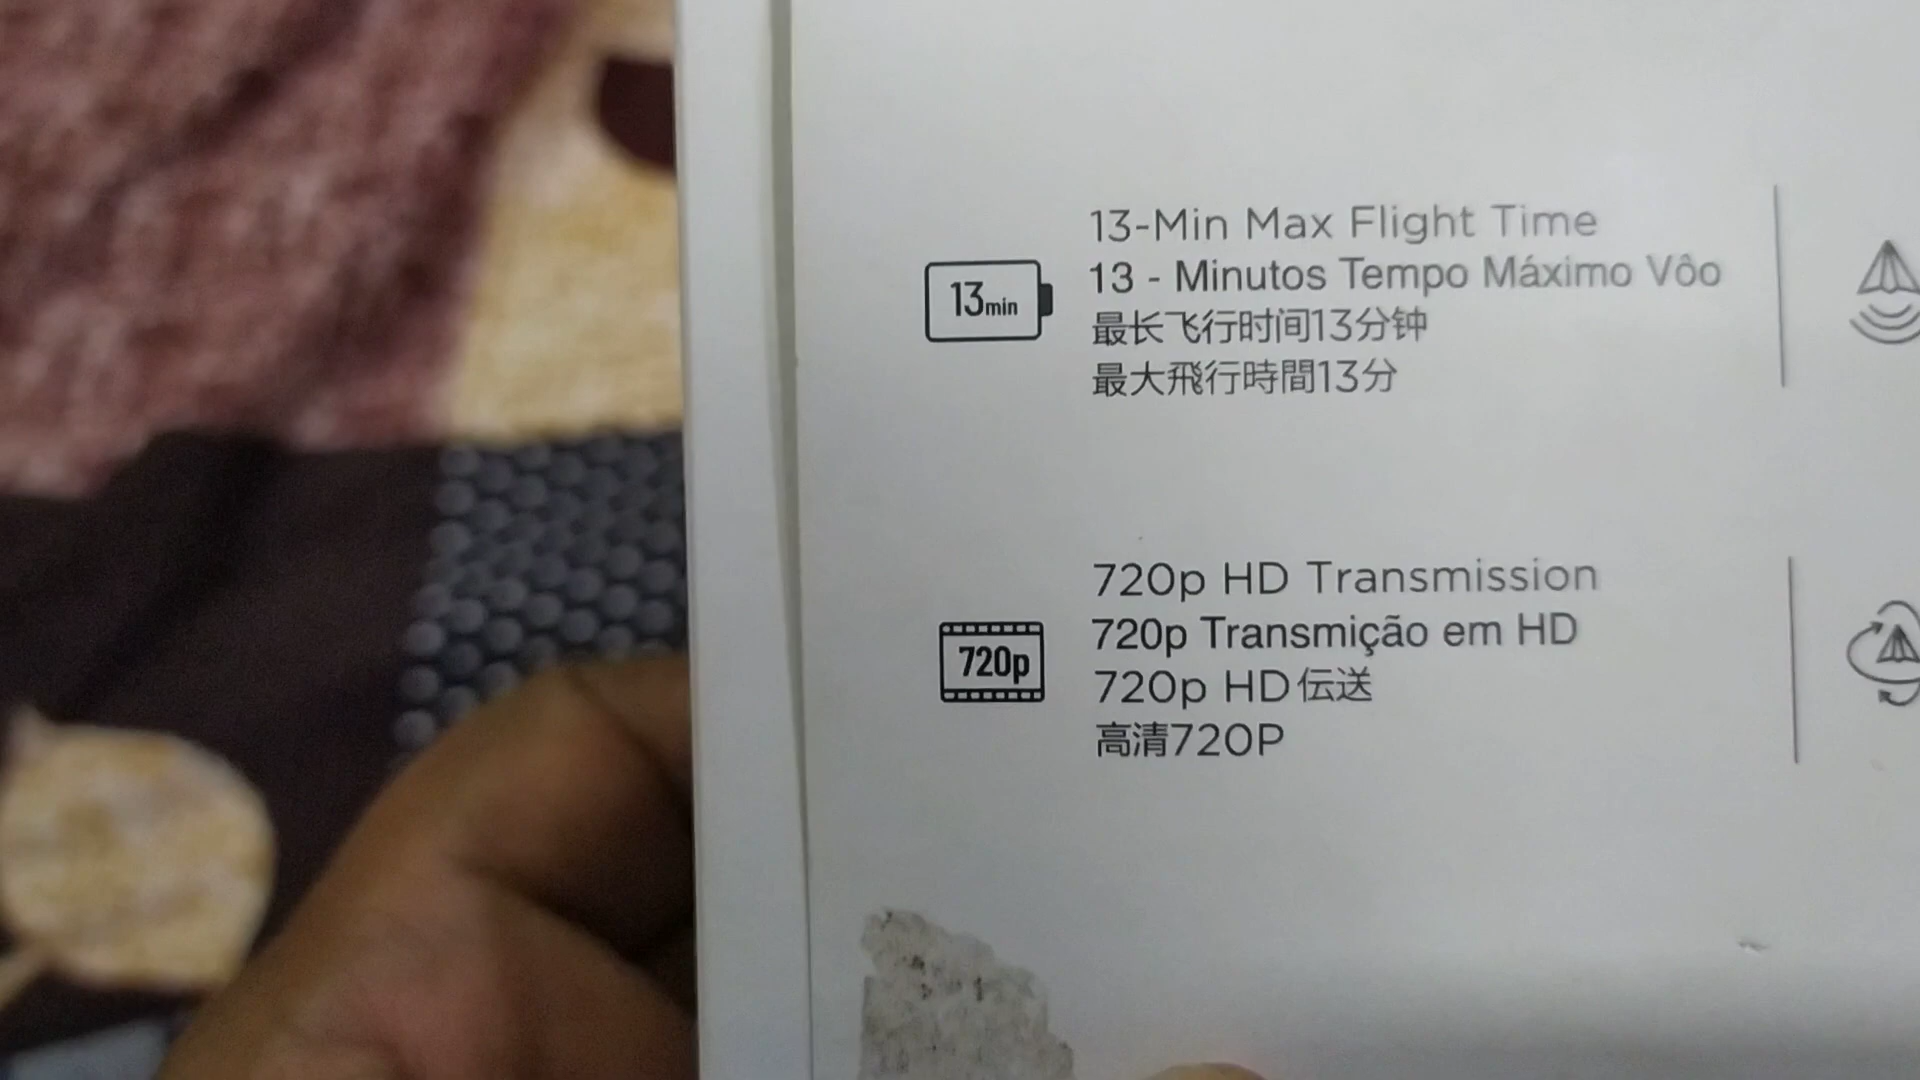 13min
13-Min Max Flight Time
13 - Minutos Tempo Máximo Vôo
最长飞行时间13分钟
最大飛行時間13分
720p
720p HD Transmission
720p Transmição em HD
720p HD伝送
高清720P